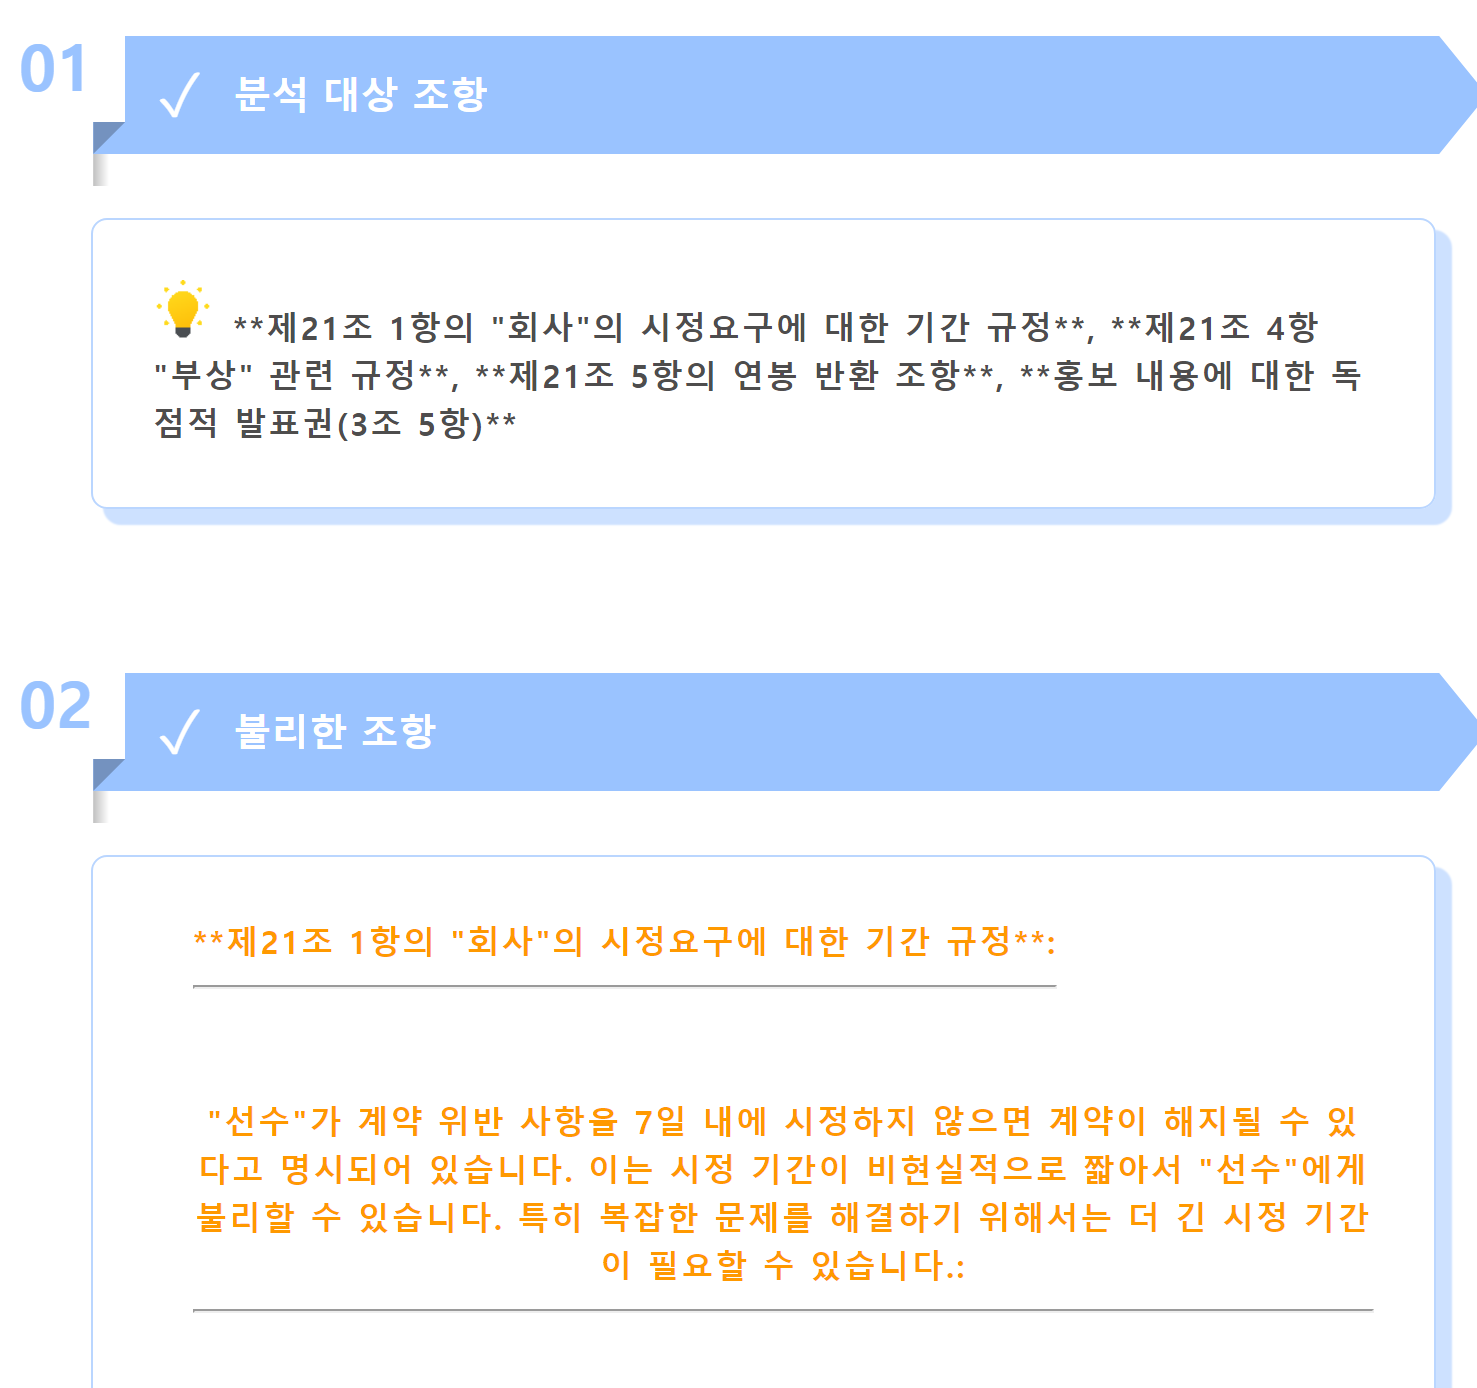 01
분석 대상 조항
**제21조 1항의 "회사"의 시정요구에 대한 기간 규정**, **제21조 4항
"부상" 관련 규정**, **제21조 5항의 연봉 반환 조항**, **홍보 내용에 대한 독
점적 발표권(3조 5항)**
02
불리한 조항
**제21조 1항의 "회사"의 시정요구에 대한 기간 규정**:
"선수"가 계약 위반 사항을 7일 내에 시정하지 않으면 계약이 해지될 수 있
다고 명시되어 있습니다. 이는 시정 기간이 비현실적으로 짧아서 "선수"에게
불리할 수 있습니다. 특히 복잡한 문제를 해결하기 위해서는 더 긴 시정 기간
이 필요할 수 있습니다.: